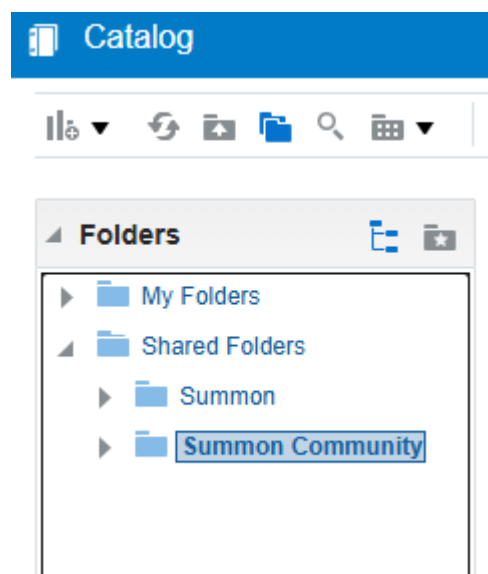 Catalog
Folders
My Folders
Shared Folders
Summon
Summon Community